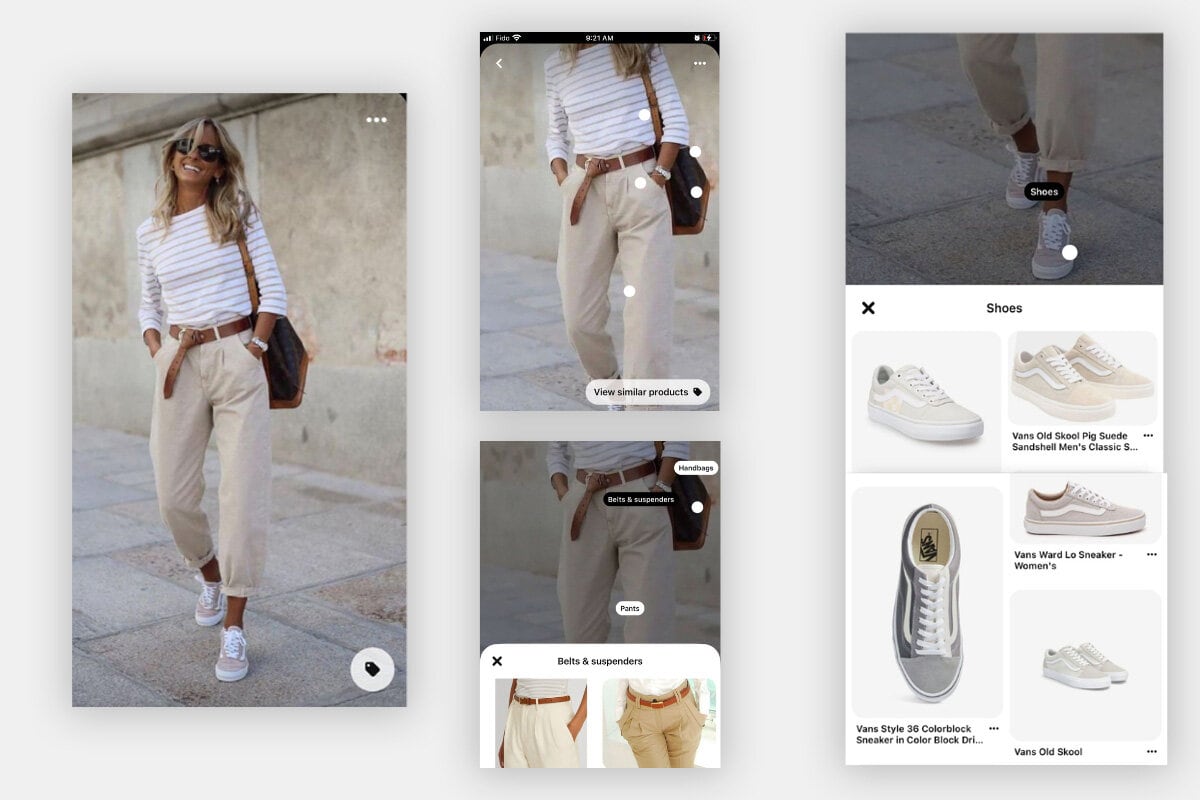 Fido
9:21 AM
View similar products
Handbags
Belts & suspenders
Pants
Belts & suspenders
Shoes
Shoes
Vans Old Skool Pig Suede
Sandshell Men's Classic S...
Vans Ward Lo Sneaker -
Women's
VANS
Vans Style 36 Colorblock
Sneaker in Color Block Dri...
Vans Old Skool